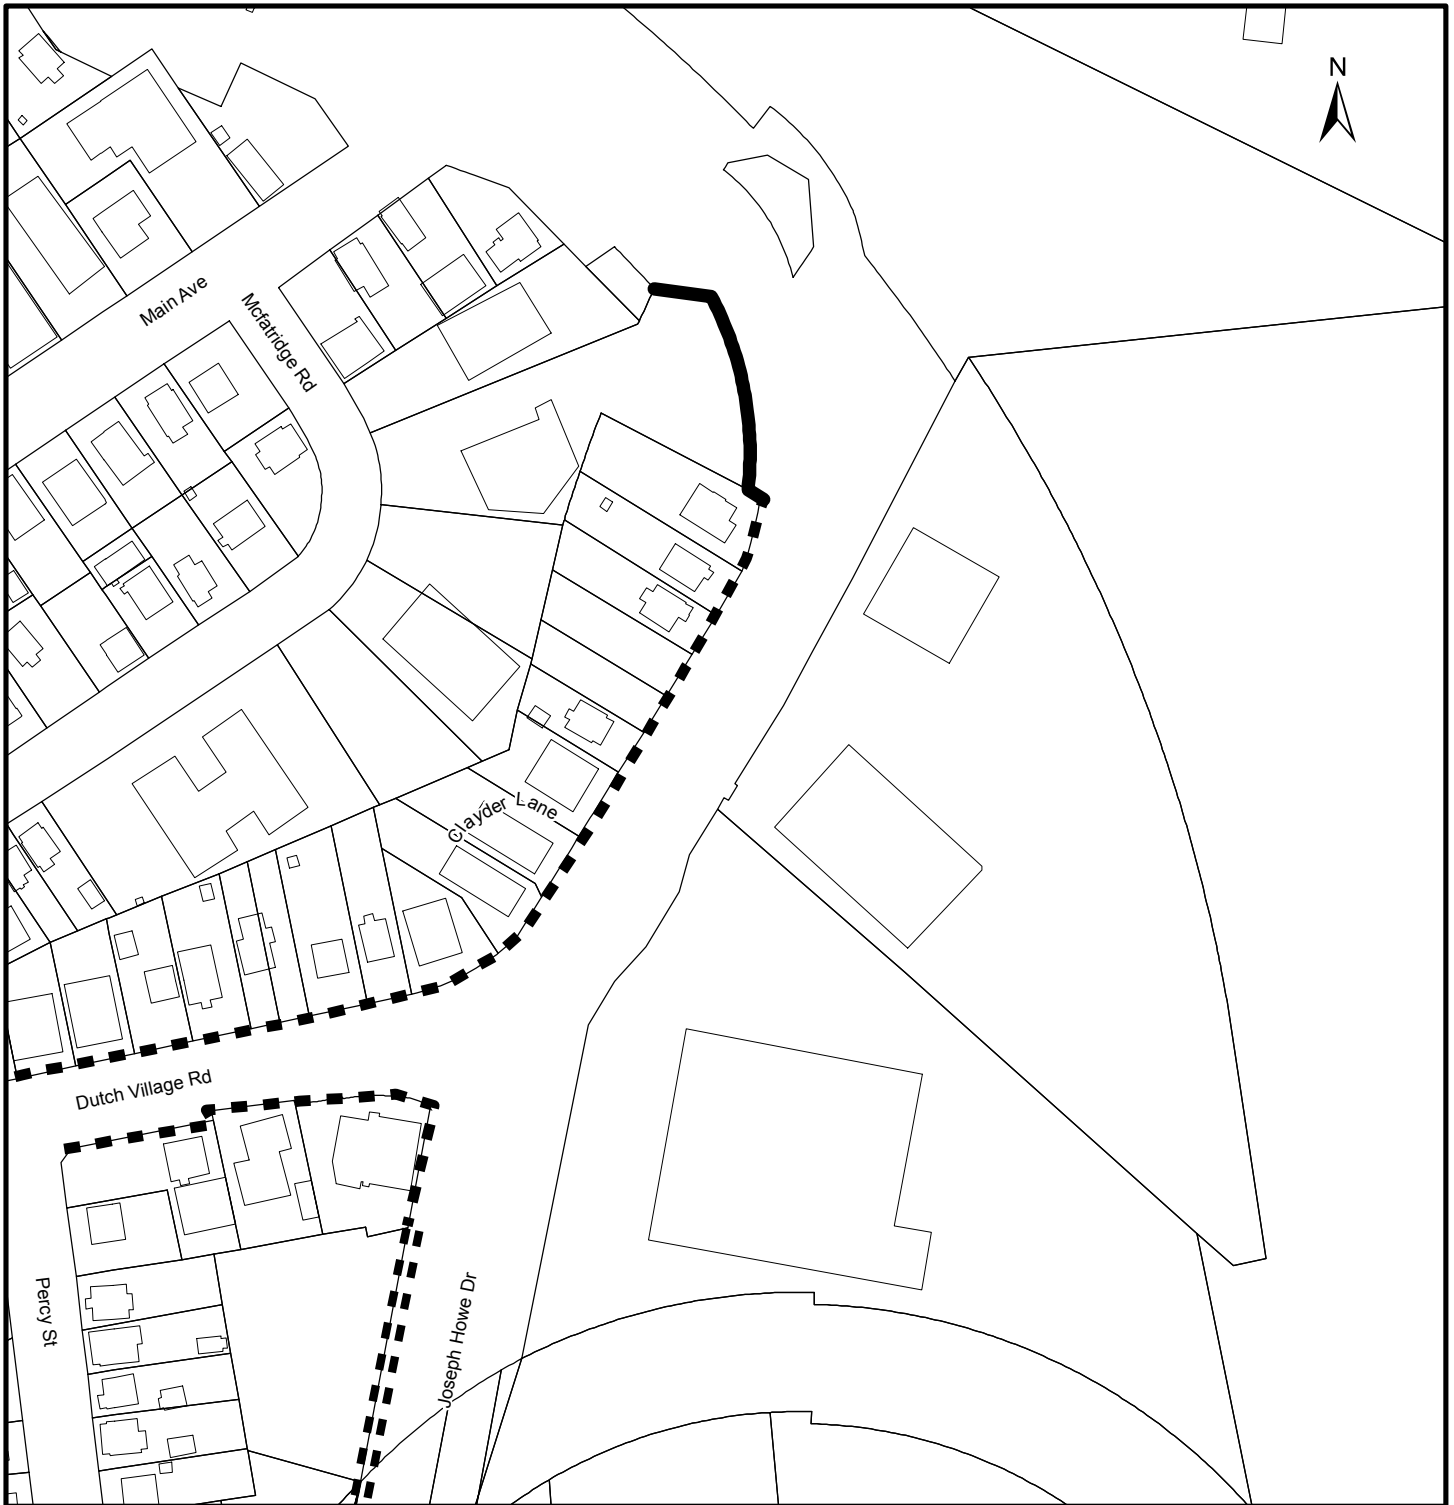 N
Main Ave
Mcfatridge Rd
Clayder Lane
Dutch Village Rd
Percy St
Joseph Howe Dr